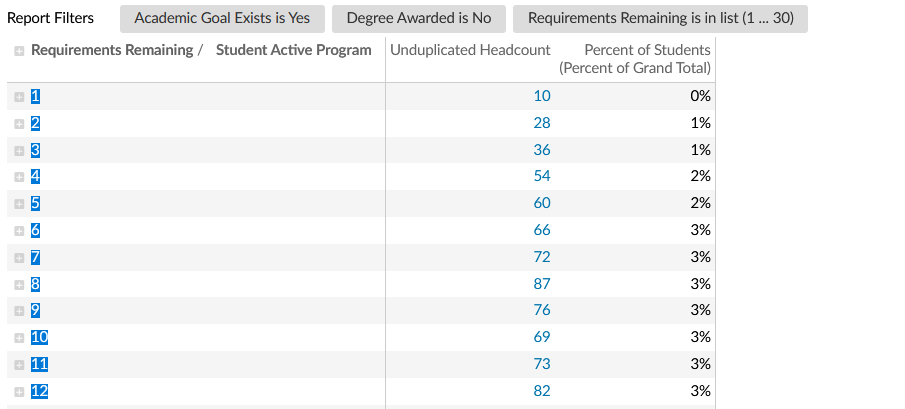 Report Filters Academic Goal Exists is Yes Degree Awarded is No Requirements Remaining is in list (1 ... 30)
Requirements Remaining / Student Active Program Unduplicated Headcount Percent of Students
(Percent of Grand Total)
1 10 0%
2 28 1%
3 36 1%
4 54 2%
5 60 2%
6 66 3%
7 72 3%
8 87 3%
9 76 3%
10 69 3%
11 73 3%
12 82 3%